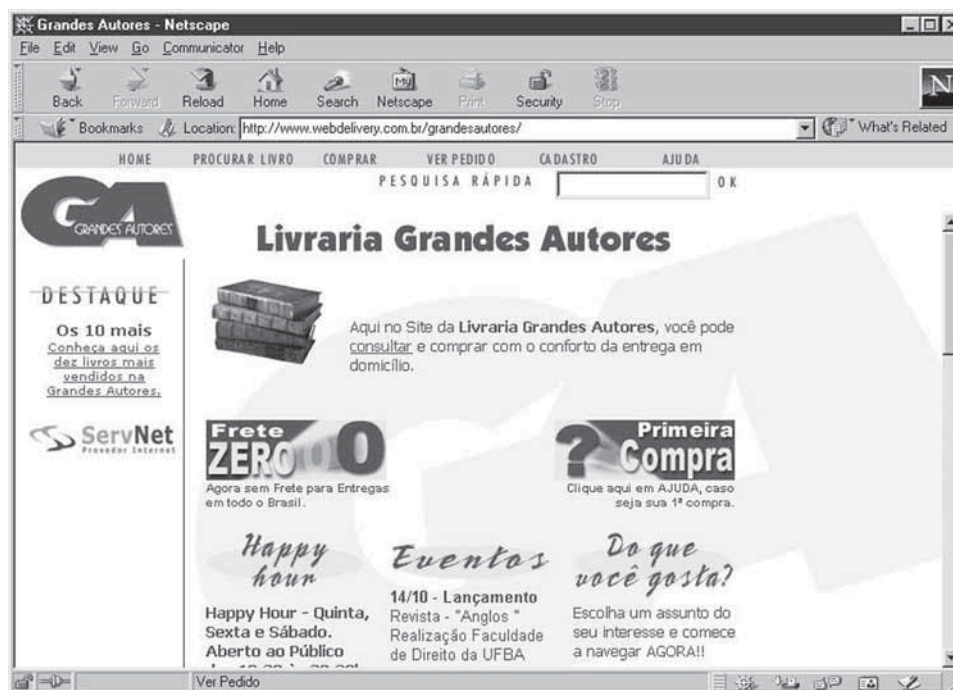 Grandes Autores - Netscape
File Edit View Go Communicator Help
My
Back Forward Reload Home Search Netscape Print Security Stop
N
Bookmarks Location: http://www.webdelivery.com.br/grandesautores/ What's Related
HOME PROCURAR LIVRO COMPRAR VER PEDIDO CADASTRO AJUDA
PESQUISA RÁPIDA OK
GA
GRANDES AUTORES
Livraria Grandes Autores
DESTAQUE
Os 10 mais
Conheça aqui os
dez livros mais
vendidos na
Grandes Autores.
ServNet
Provedor Internet
Aqui no Site da Livraria Grandes Autores, você pode
consultar e comprar com o conforto da entrega em
domicílio.
Frete
ZERO
Agora sem Frete para Entregas
em todo o Brasil.
? Primeira
Compra
Clique aqui em AJUDA, caso
seja sua 1ª compra.
Happy
hour
Happy Hour - Quinta,
Sexta e Sábado.
Aberto ao Público
Eventos
14/10 - Lançamento
Revista - "Anglos "
Realização Faculdade
de Direito da UFBA
Do que
você gosta?
Escolha um assunto do
seu interesse e comece
a navegar AGORA!!
Ver Pedido